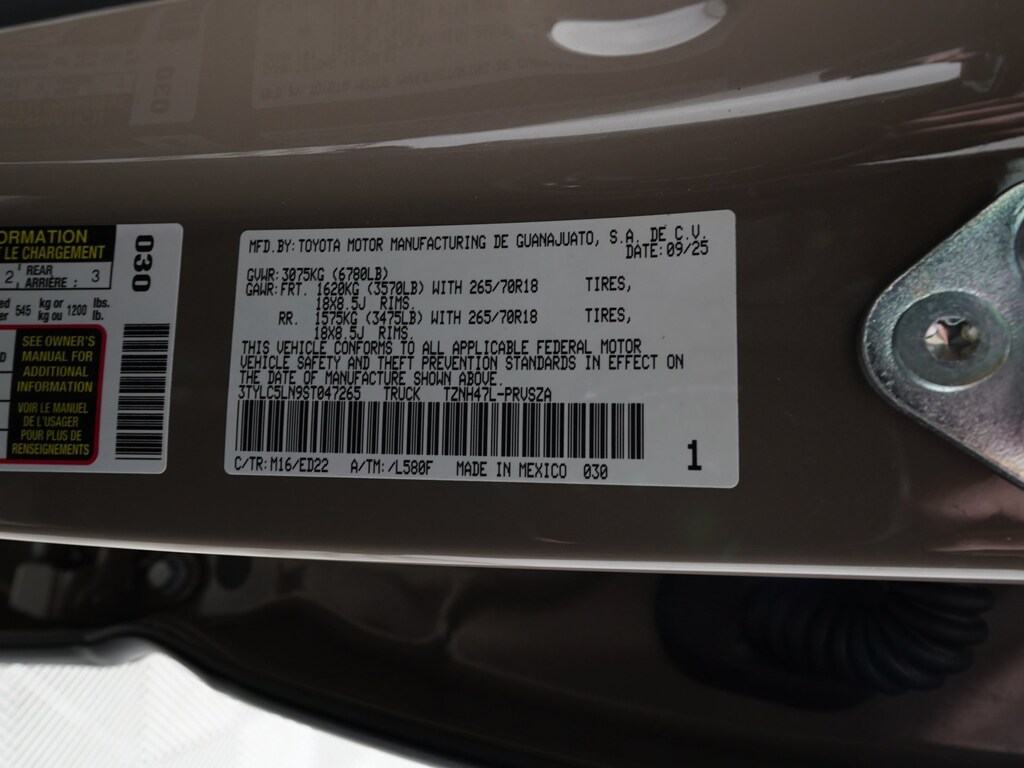 ORMATION
T LE CHARGEMENT
2 REAR ARRIÈRE : 3
545 kg or kg ou 1200 lbs. lb.
SEE OWNER'S
MANUAL FOR
ADDITIONAL
INFORMATION
VOIR LE MANUEL
DE L'USAGER
POUR PLUS DE
RENSEIGNEMENTS
030
MFD.BY:TOYOTA MOTOR MANUFACTURING DE GUANAJUATO, S.A. DE C.V.
DATE:09/25
GVWR:3075KG (6780LB)
GAWR:FRT. 1620KG (3570LB) WITH 265/70R18 TIRES,
18X8.5J RIMS.
RR. 1575KG (3475LB) WITH 265/70R18 TIRES,
18X8.5J RIMS.
THIS VEHICLE CONFORMS TO ALL APPLICABLE FEDERAL MOTOR
VEHICLE SAFETY AND THEFT PREVENTION STANDARDS IN EFFECT ON
THE DATE OF MANUFACTURE SHOWN ABOVE.
3TYLC5LN9ST047265 TRUCK TZNH47L-PRVSZA
C/TR:M16/ED22 A/TM:/L580F MADE IN MEXICO 030
1